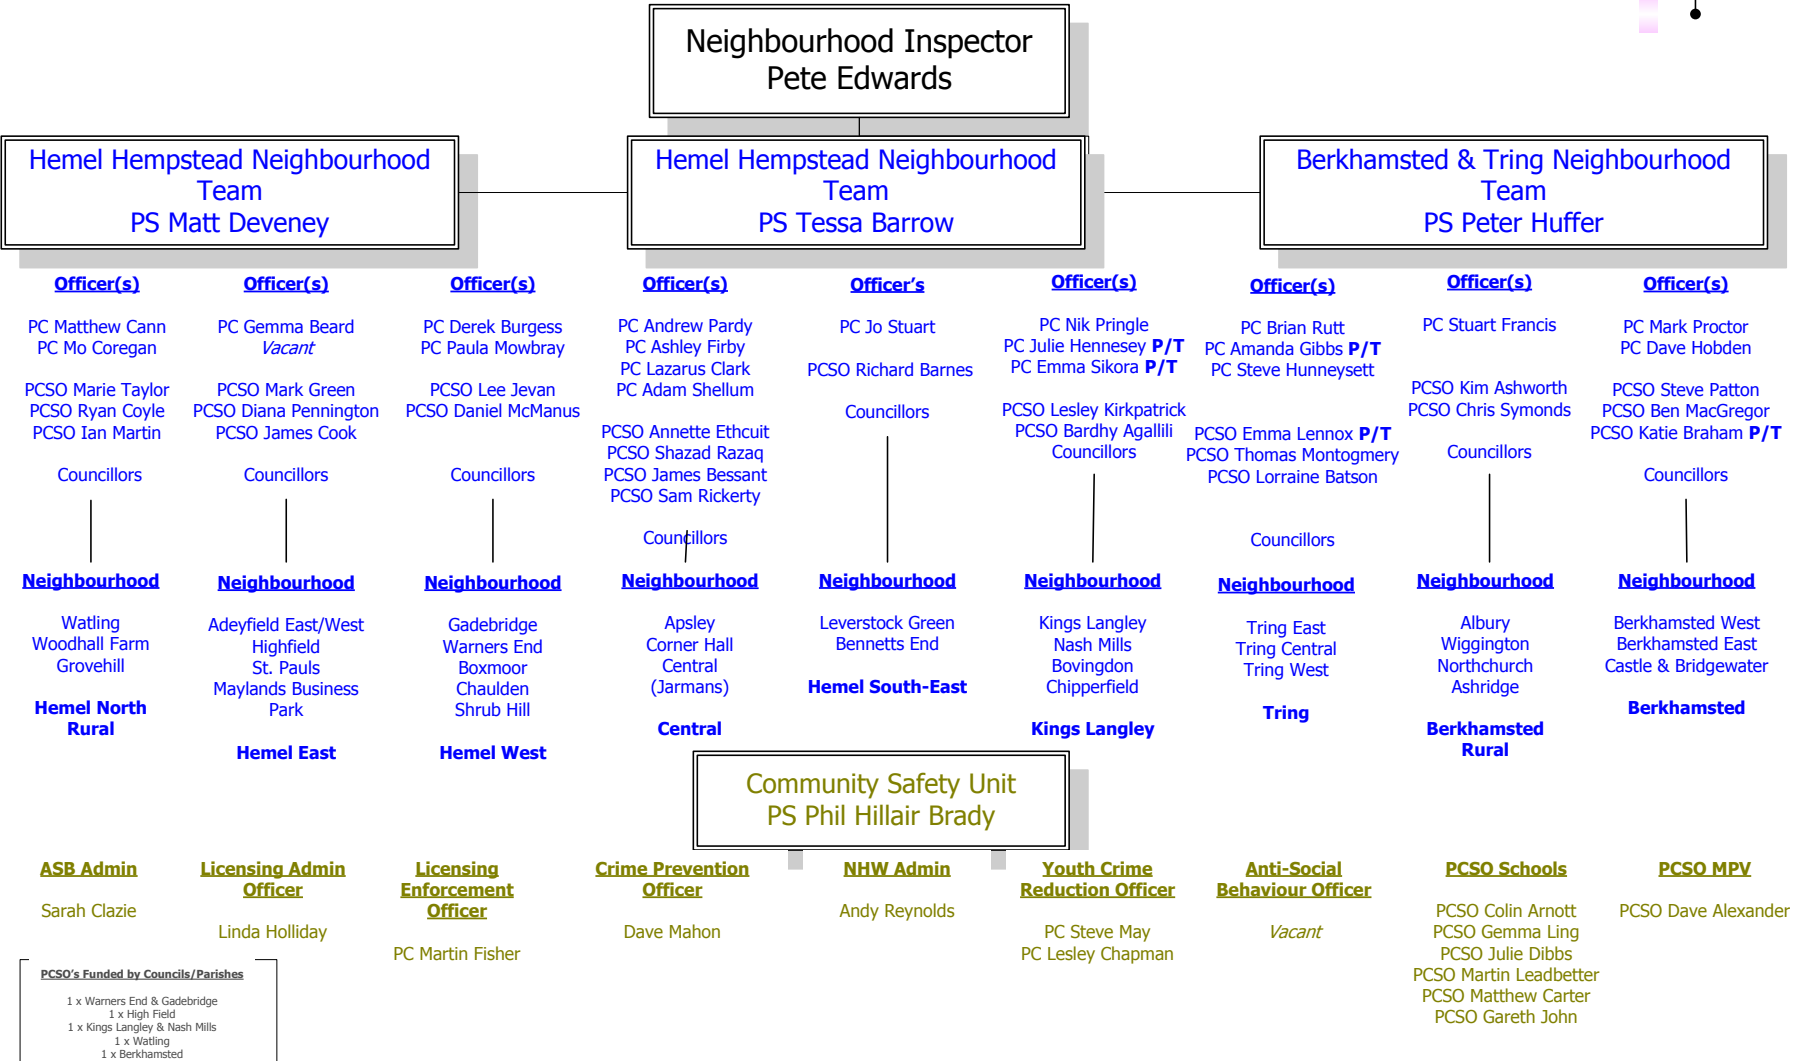 Neighbourhood Inspector
Pete Edwards
Hemel Hempstead Neighbourhood
Team
PS Matt Deveney
Hemel Hempstead Neighbourhood
Team
PS Tessa Barrow
Berkhamsted & Tring Neighbourhood
Team
PS Peter Huffer
Officer(s)
PC Matthew Cann
PC Mo Coregan
PCSO Marie Taylor
PCSO Ryan Coyle
PCSO Ian Martin
Councillors
Neighbourhood
Watling
Woodhall Farm
Grovehill
Hemel North
Rural
Officer(s)
PC Gemma Beard
Vacant
PCSO Mark Green
PCSO Diana Pennington
PCSO James Cook
Councillors
Neighbourhood
Adeyfield East/West
Highfield
St. Pauls
Maylands Business
Park
Hemel East
Officer(s)
PC Derek Burgess
PC Paula Mowbray
PCSO Lee Jevan
PCSO Daniel McManus
Councillors
Neighbourhood
Gadebridge
Warners End
Boxmoor
Chaulden
Shrub Hill
Hemel West
Officer(s)
PC Andrew Pardy
PC Ashley Firby
PC Lazarus Clark
PC Adam Shellum
PCSO Annette Ethcuit
PCSO Shazad Razaq
PCSO James Bessant
PCSO Sam Rickerty
Councillors
Neighbourhood
Apsley
Corner Hall
Central
(Jarmans)
Central
Officer's
PC Jo Stuart
PCSO Richard Barnes
Councillors
Neighbourhood
Leverstock Green
Bennetts End
Hemel South-East
Officer(s)
PC Nik Pringle
PC Julie Hennesey P/T
PC Emma Sikora P/T
PCSO Lesley Kirkpatrick
PCSO Bardhy Agallili
Councillors
Neighbourhood
Kings Langley
Nash Mills
Bovingdon
Chipperfield
Kings Langley
Officer(s)
PC Brian Rutt
PC Amanda Gibbs P/T
PC Steve Hunneysett
PCSO Emma Lennox P/T
PCSO Thomas Montogmery
PCSO Lorraine Batson
Councillors
Neighbourhood
Tring East
Tring Central
Tring West
Tring
Officer(s)
PC Stuart Francis
PCSO Kim Ashworth
PCSO Chris Symonds
Councillors
Neighbourhood
Albury
Wiggington
Northchurch
Ashridge
Berkhamsted
Rural
Officer(s)
PC Mark Proctor
PC Dave Hobden
PCSO Steve Patton
PCSO Ben MacGregor
PCSO Katie Braham P/T
Councillors
Neighbourhood
Berkhamsted West
Berkhamsted East
Castle & Bridgewater
Berkhamsted
Community Safety Unit
PS Phil Hillair Brady
ASB Admin
Sarah Clazie
Licensing Admin
Officer
Linda Holliday
Licensing
Enforcement
Officer
PC Martin Fisher
Crime Prevention
Officer
Dave Mahon
NHW Admin
Andy Reynolds
Youth Crime
Reduction Officer
PC Steve May
PC Lesley Chapman
Anti-Social
Behaviour Officer
Vacant
PCSO Schools
PCSO Colin Arnott
PCSO Gemma Ling
PCSO Julie Dibbs
PCSO Martin Leadbetter
PCSO Matthew Carter
PCSO Gareth John
PCSO MPV
PCSO Dave Alexander
PCSO's Funded by Councils/Parishes
1 x Warners End & Gadebridge
1 x High Field
1 x Kings Langley & Nash Mills
1 x Watling
1 x Berkhamsted